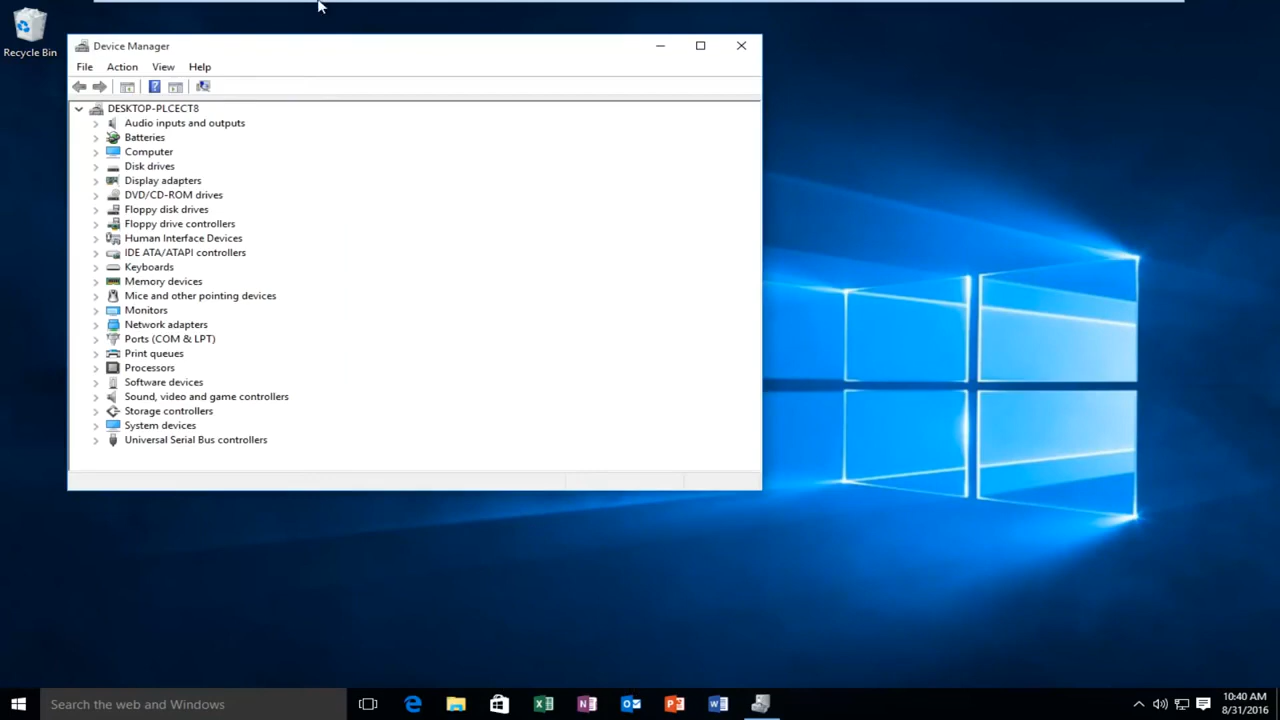 Recycle Bin
Device Manager
File Action View Help
DESKTOP-PLCECT8
Audio inputs and outputs
Batteries
Computer
Disk drives
Display adapters
DVD/CD-ROM drives
Floppy disk drives
Floppy drive controllers
Human Interface Devices
IDE ATA/ATAPI controllers
Keyboards
Memory devices
Mice and other pointing devices
Monitors
Network adapters
Ports (COM & LPT)
Print queues
Processors
Software devices
Sound, video and game controllers
Storage controllers
System devices
Universal Serial Bus controllers
Search the web and Windows
10:40 AM
8/31/2016